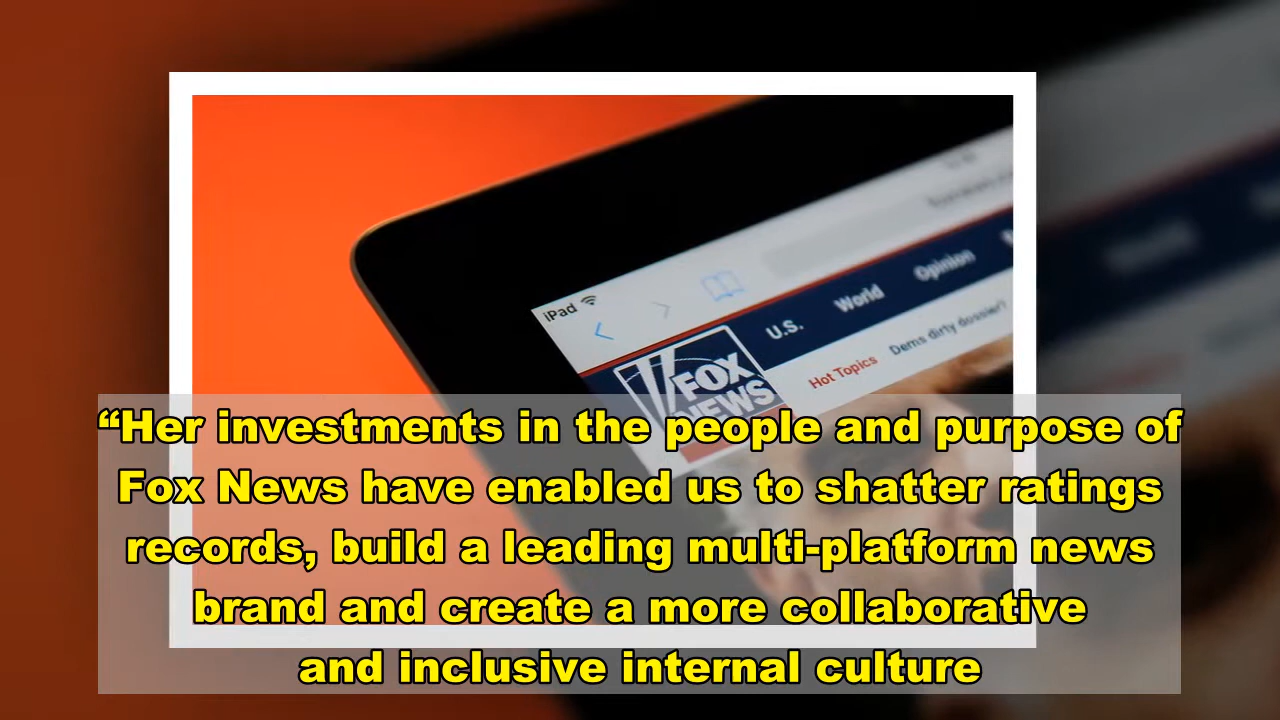 iPad
U.S. World Opinion
FOX
NEWS
Hot Topics Dems dirty dossier?
“Her investments in the people and purpose of
Fox News have enabled us to shatter ratings
records, build a leading multi-platform news
brand and create a more collaborative
and inclusive internal culture